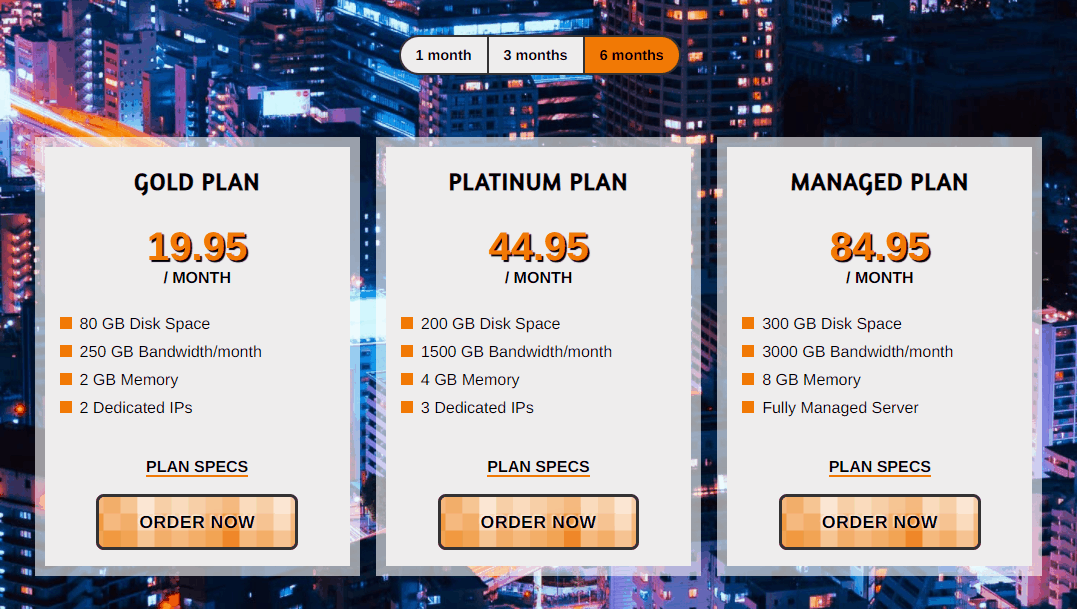 1 month 3 months 6 months
GOLD PLAN
19.95
/ MONTH
80 GB Disk Space
250 GB Bandwidth/month
2 GB Memory
2 Dedicated IPs
PLAN SPECS
ORDER NOW
PLATINUM PLAN
44.95
/ MONTH
200 GB Disk Space
1500 GB Bandwidth/month
4 GB Memory
3 Dedicated IPs
PLAN SPECS
ORDER NOW
MANAGED PLAN
84.95
/ MONTH
300 GB Disk Space
3000 GB Bandwidth/month
8 GB Memory
Fully Managed Server
PLAN SPECS
ORDER NOW